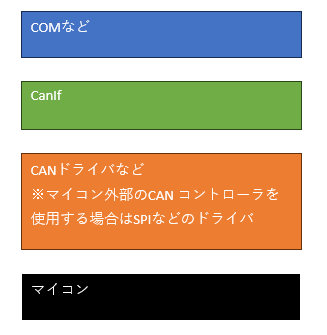 COMなど
CanIf
CANドライバなど
※マイコン外部のCAN コントローラを
使用する場合はSPIなどのドライバ
マイコン